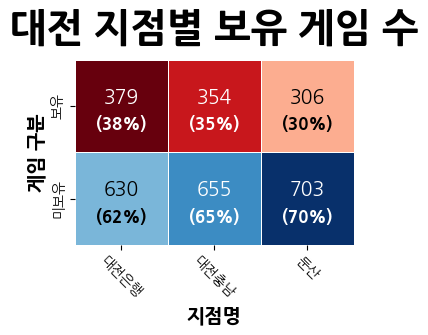 대전 지점별 보유 게임 수
게임 구분
보유
379 354 306
(38%) (35%) (30%)
미보유
630 655 703
(62%) (65%) (70%)
대전은행 대전충남 둔산
지점명